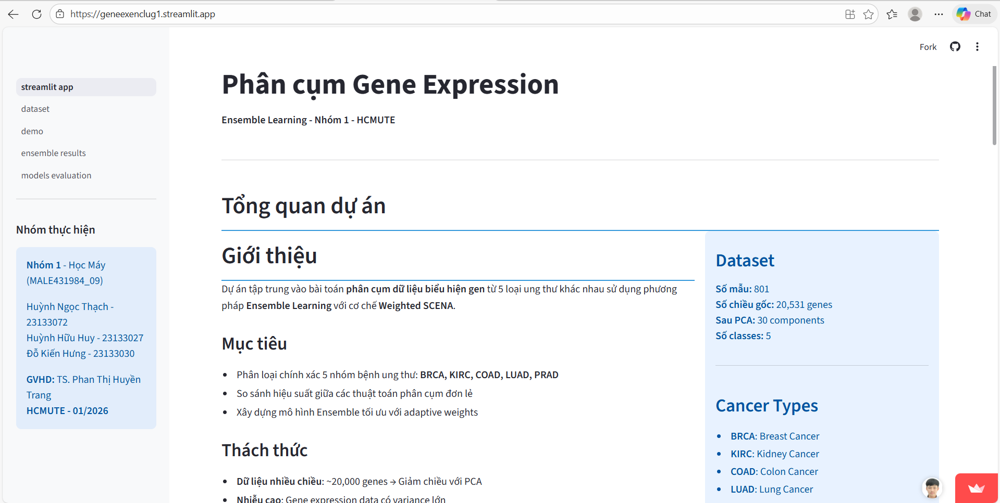 https://geneexenclug1.streamlit.app
Chat
Fork
streamlit app
dataset
demo
ensemble results
models evaluation
Nhóm thực hiện
Nhóm 1 - Học Máy
(MALE431984_09)
Huỳnh Ngọc Thạch -
23133072
Huỳnh Hữu Huy - 23133027
Đỗ Kiến Hưng - 23133030
GVHD: TS. Phan Thị Huyền
Trang
HCMUTE - 01/2026
Phân cụm Gene Expression
Ensemble Learning - Nhóm 1 - HCMUTE
Tổng quan dự án
Giới thiệu
Dự án tập trung vào bài toán phân cụm dữ liệu biểu hiện gen từ 5 loại ung thư khác nhau sử dụng phương
pháp Ensemble Learning với cơ chế Weighted SCENA.
Mục tiêu
• Phân loại chính xác 5 nhóm bệnh ung thư: BRCA, KIRC, COAD, LUAD, PRAD
• So sánh hiệu suất giữa các thuật toán phân cụm đơn lẻ
• Xây dựng mô hình Ensemble tối ưu với adaptive weights
Thách thức
• Dữ liệu nhiều chiều: ~20,000 genes → Giảm chiều với PCA
• Nhiễu cao: Gene expression data có variance lớn
Dataset
Số mẫu: 801
Số chiều gốc: 20,531 genes
Sau PCA: 30 components
Số classes: 5
Cancer Types
• BRCA: Breast Cancer
• KIRC: Kidney Cancer
• COAD: Colon Cancer
• LUAD: Lung Cancer